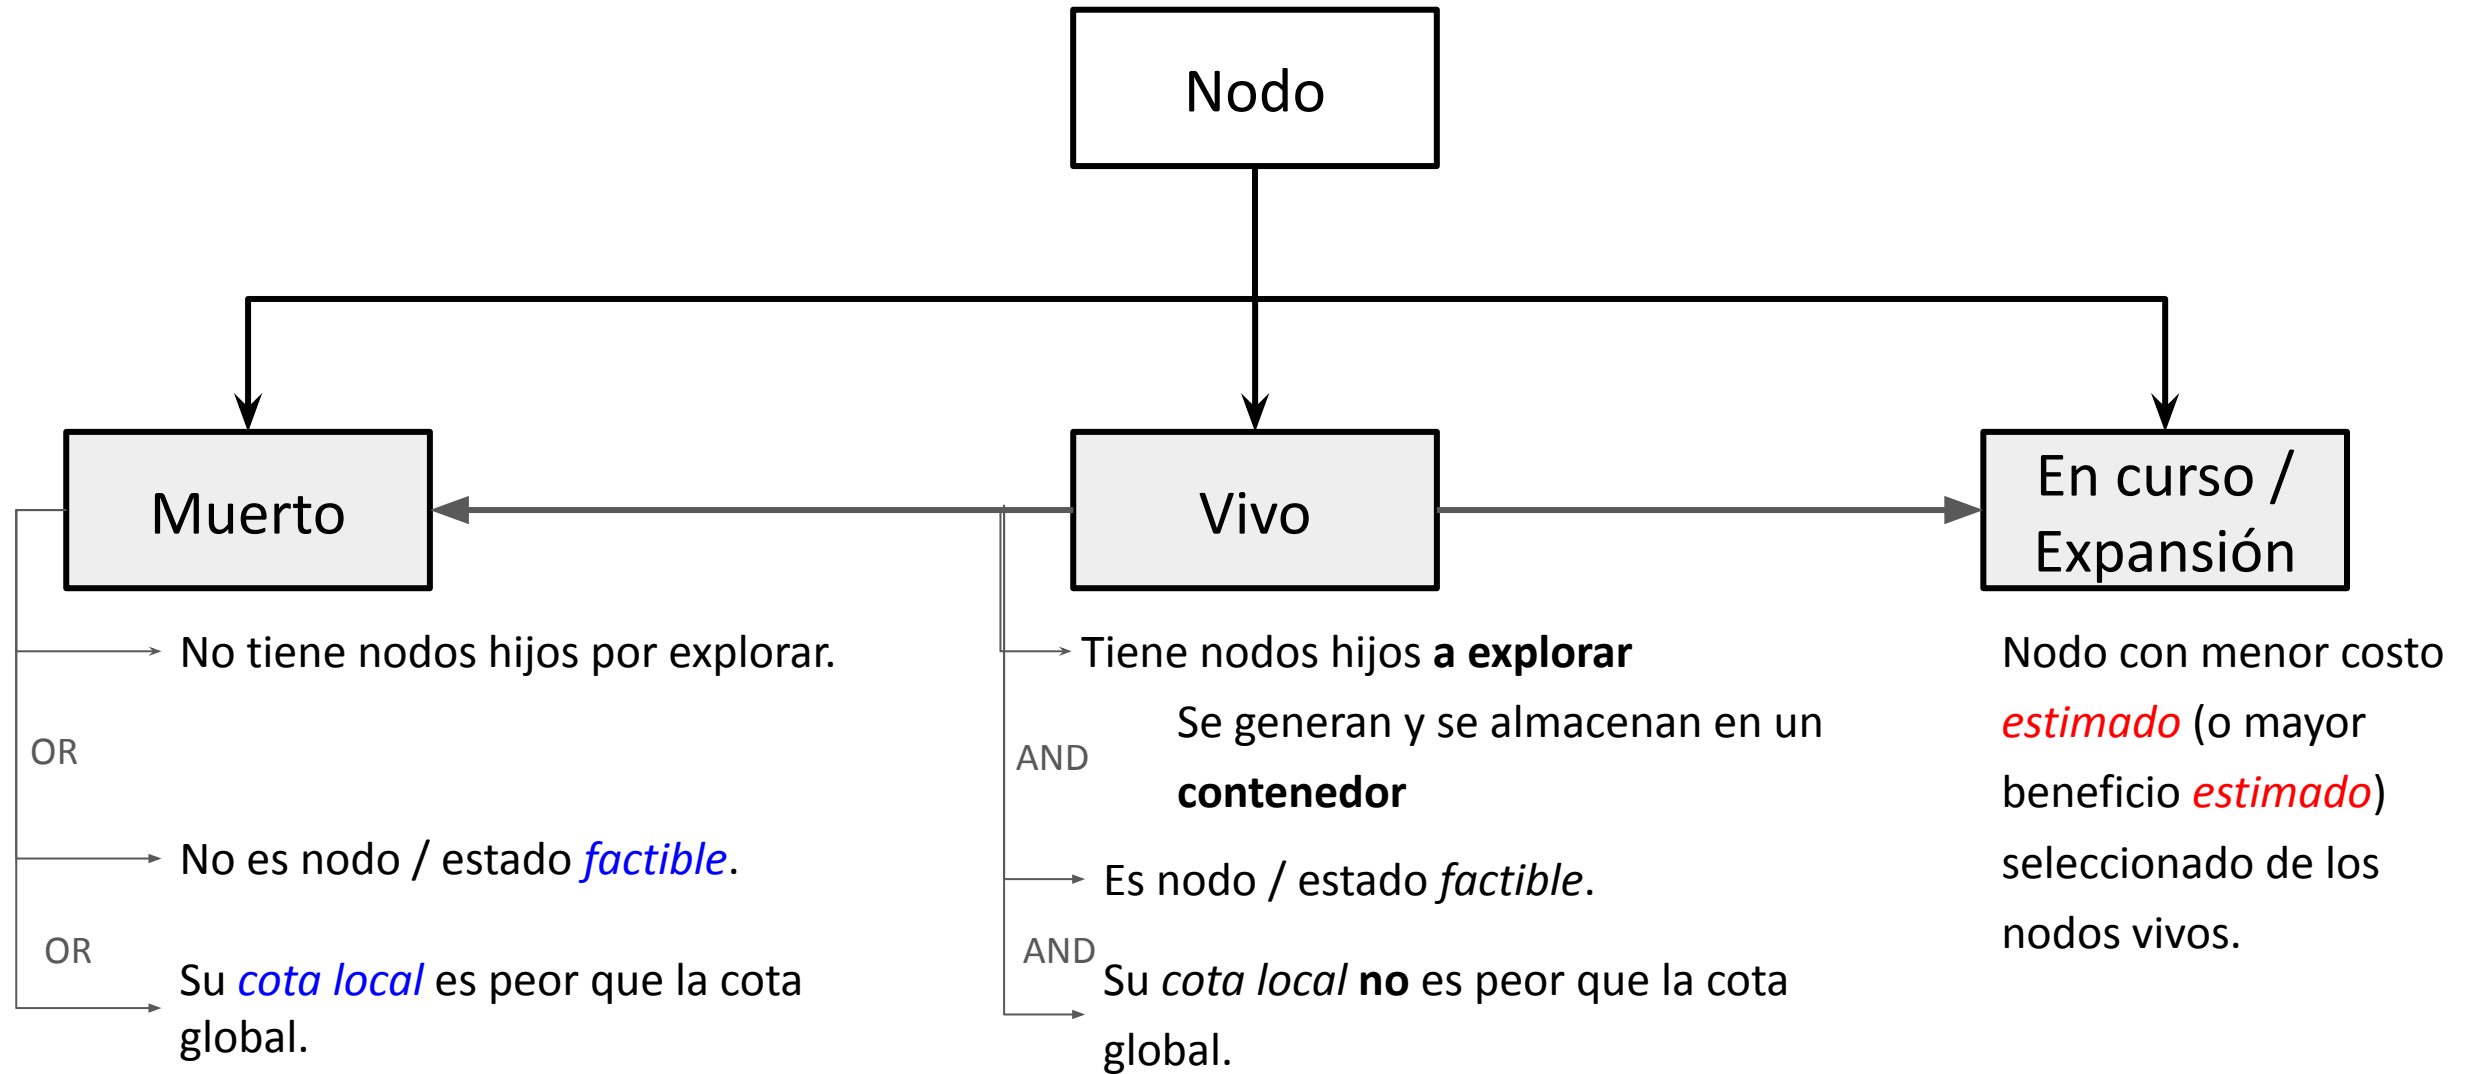 Nodo
Muerto
Vivo
En curso /
Expansión
No tiene nodos hijos por explorar.
OR
No es nodo / estado factible.
OR
Su cota local es peor que la cota
global.
Tiene nodos hijos a explorar
Se generan y se almacenan en un
contenedor
AND
Es nodo / estado factible.
AND
Su cota local no es peor que la cota
global.
Nodo con menor costo
estimado (o mayor
beneficio estimado)
seleccionado de los
nodos vivos.